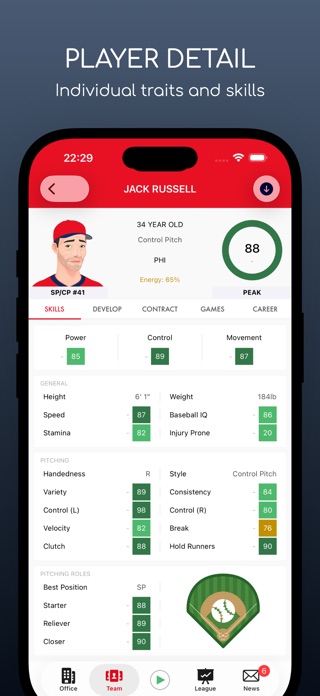 PLAYER DETAIL
Individual traits and skills
22:29
JACK RUSSELL
34 YEAR OLD
Control Pitch
PHI
Energy: 65%
88
-
SP/CP #41
PEAK
SKILLS DEVELOP CONTRACT GAMES CAREER
Power Control Movement
- 85 - 89 - 87
GENERAL
Height 6' 1" Weight 184lb
Speed - 87 Baseball IQ - 86
Stamina - 82 Injury Prone - 20
PITCHING
Handedness R Style Control Pitch
Variety - 89 Consistency - 84
Control (L) - 98 Control (R) - 80
Velocity - 82 Break - 76
Clutch - 88 Hold Runners - 90
PITCHING ROLES
Best Position SP
Starter - 88
Reliever - 89
Closer - 90
6
Office Team League News